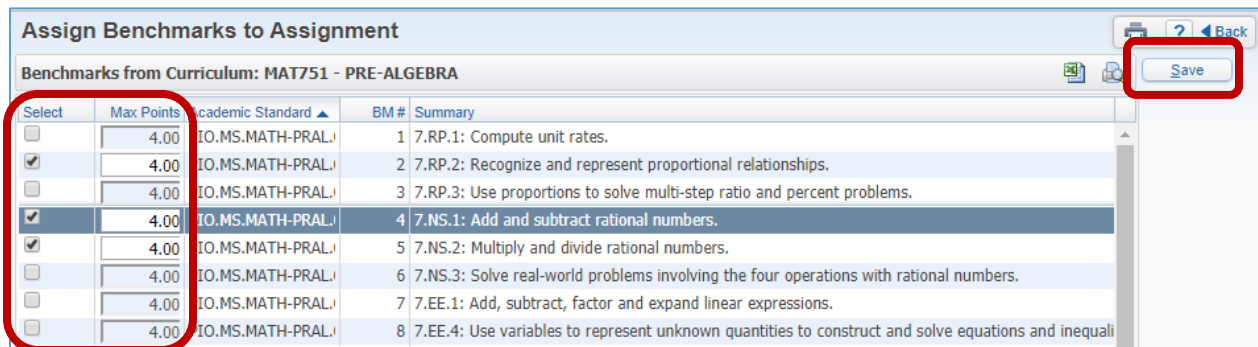 Assign Benchmarks to Assignment
? Back
Benchmarks from Curriculum: MAT751 - PRE-ALGEBRA
Save
Select Max Points Academic Standard BM # Summary
4.00 IO.MS.MATH-PRAL. 1 7.RP.1: Compute unit rates.
4.00 IO.MS.MATH-PRAL. 2 7.RP.2: Recognize and represent proportional relationships.
4.00 IO.MS.MATH-PRAL. 3 7.RP.3: Use proportions to solve multi-step ratio and percent problems.
4.00 IO.MS.MATH-PRAL. 4 7.NS.1: Add and subtract rational numbers.
4.00 IO.MS.MATH-PRAL. 5 7.NS.2: Multiply and divide rational numbers.
4.00 IO.MS.MATH-PRAL. 6 7.NS.3: Solve real-world problems involving the four operations with rational numbers.
4.00 IO.MS.MATH-PRAL. 7 7.EE.1: Add, subtract, factor and expand linear expressions.
4.00 IO.MS.MATH-PRAL. 8 7.EE.4: Use variables to represent unknown quantities to construct and solve equations and inequali